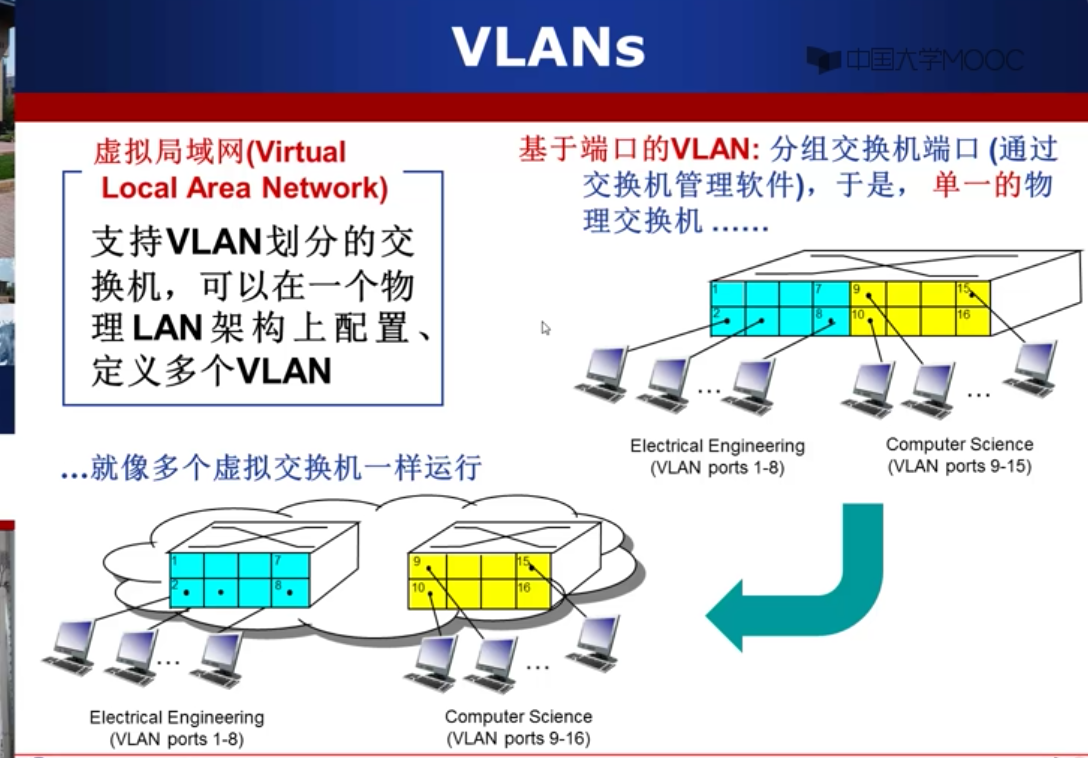 VLANs
中国大学MOOC
虚拟局域网(Virtual
Local Area Network)
支持VLAN划分的交
换机，可以在一个物
理LAN架构上配置、
定义多个VLAN
基于端口的VLAN: 分组交换机端口 (通过
交换机管理软件)，于是， 单一的物
理交换机 ……
1 7 9 15
2 8 10 16
...
...
Electrical Engineering
(VLAN ports 1-8)
Computer Science
(VLAN ports 9-15)
...就像多个虚拟交换机一样运行
1 7 9 15
2 8 10 16
...
...
Electrical Engineering
(VLAN ports 1-8)
Computer Science
(VLAN ports 9-16)